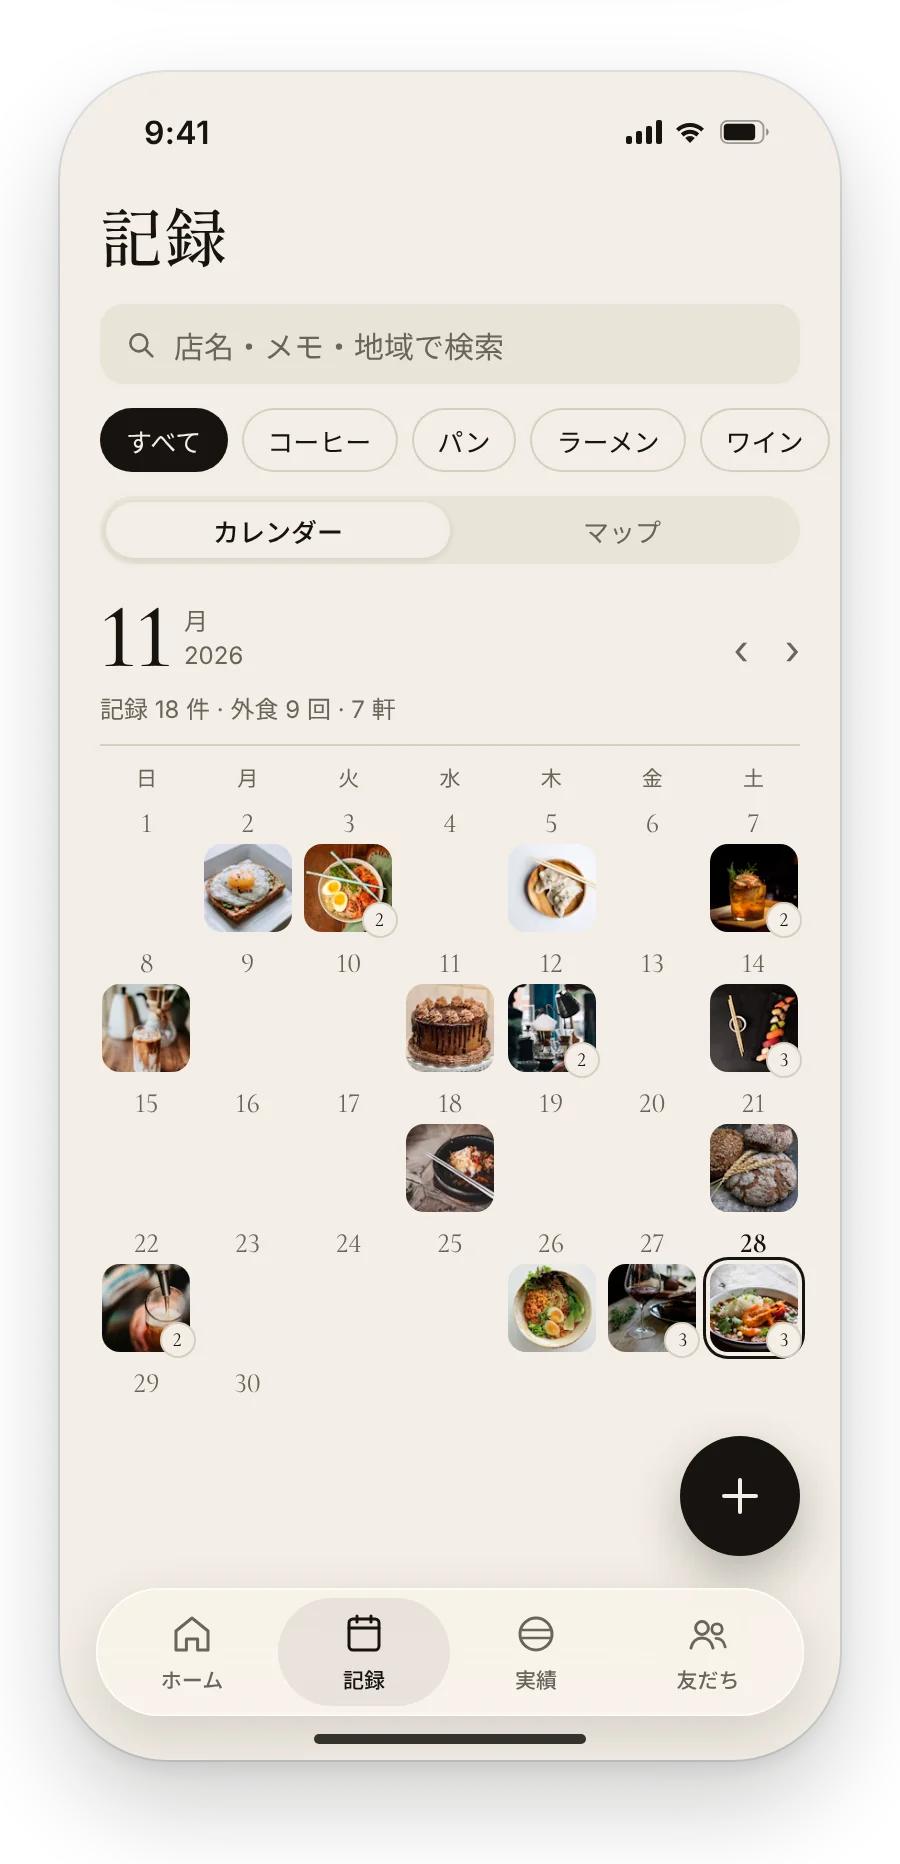 9:41
記録
店名・メモ・地域で検索
すべて コーヒー パン ラーメン ワイン
カレンダー マップ
11 月
2026
記録 18 件 · 外食 9 回 · 7 軒
日 月 火 水 木 金 土
1 2 3 4 5 6 7
2 2
8 9 10 11 12 13 14
2 3
15 16 17 18 19 20 21
22 23 24 25 26 27 28
2 3 3
29 30
ホーム 記録 実績 友だち